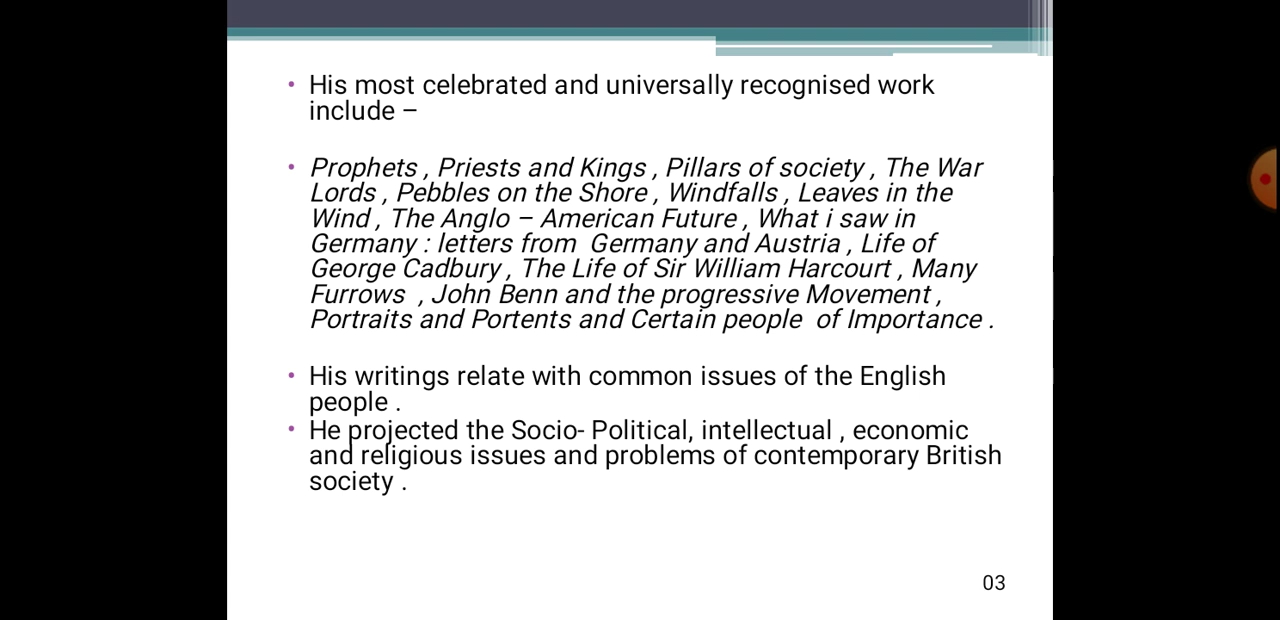 • His most celebrated and universally recognised work
include –
• Prophets , Priests and Kings , Pillars of society , The War
Lords , Pebbles on the Shore , Windfalls , Leaves in the
Wind , The Anglo – American Future , What i saw in
Germany : letters from  Germany and Austria , Life of
George Cadbury , The Life of Sir William Harcourt , Many
Furrows  , John Benn and the progressive Movement ,
Portraits and Portents and Certain people  of Importance .
• His writings relate with common issues of the English
people .
• He projected the Socio- Political, intellectual , economic
and religious issues and problems of contemporary British
society .
03